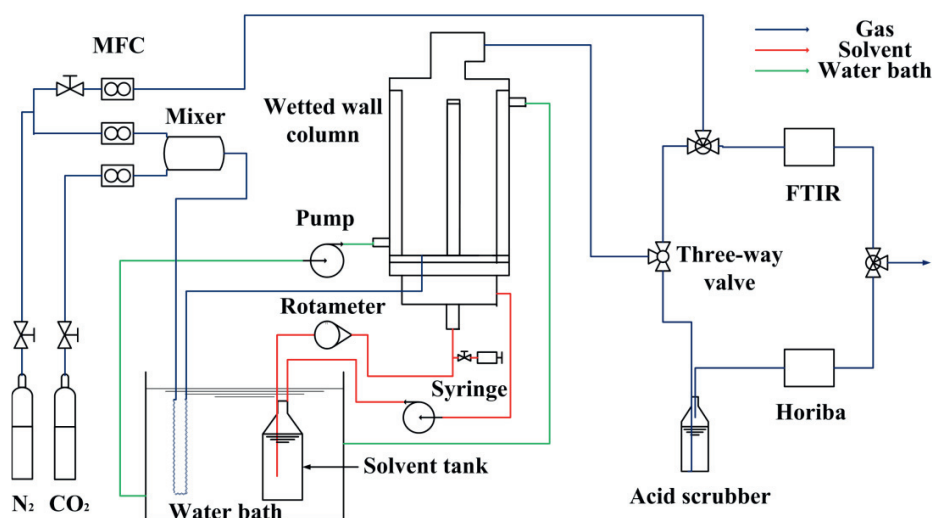 MFC
Gas
Solvent
Water bath
Wetted wall
column
Mixer
FTIR
Pump
Three-way
valve
Rotameter
Syringe
Horiba
Solvent tank
N₂
CO₂
Water bath
Acid scrubber